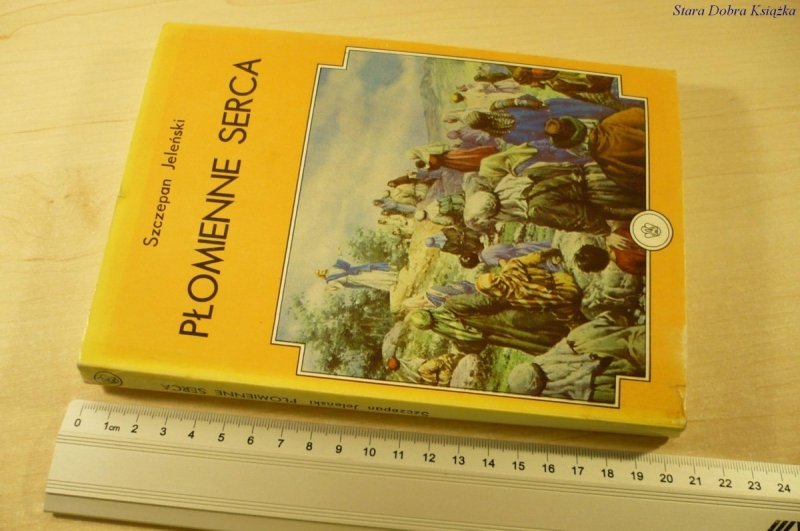 Stara Dobra Książka
Szczepan Jeleński
PŁOMIENNE SERCA
Szczepan Jeleński PŁOMIENNE SERCA
0 1cm 2 3 4 5 6 7 8 9 10 11 12 13 14 15 16 17 18 19 20 21 22 23 24